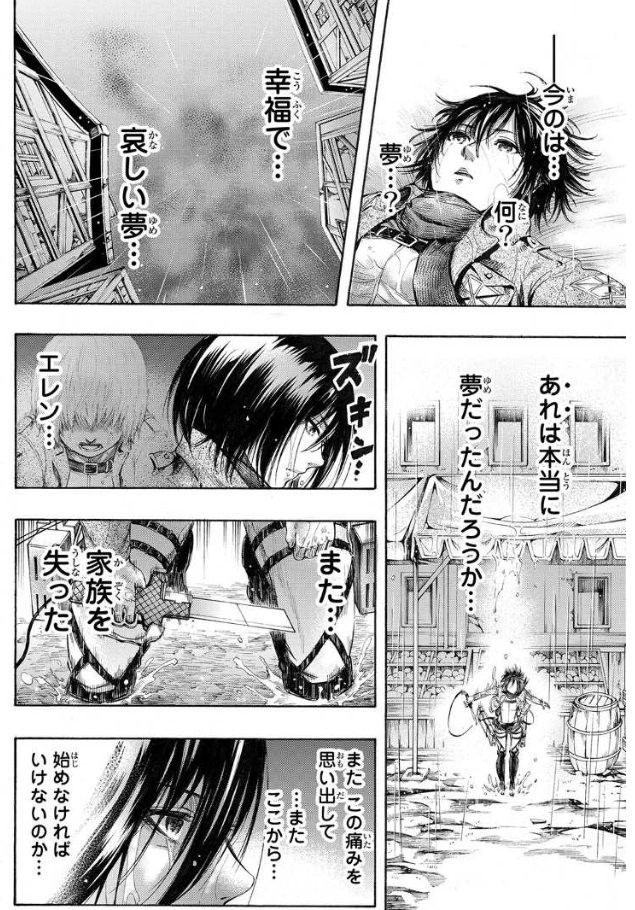 ―今のは…
何?
夢…?
幸福で…
哀しい夢…
あれは本当に
夢だったんだろうか…
ズキン…
エレン…
また…
家族を
失った
また この痛みを
思い出して
…また
ここから…
始めなければ
いけないのか…